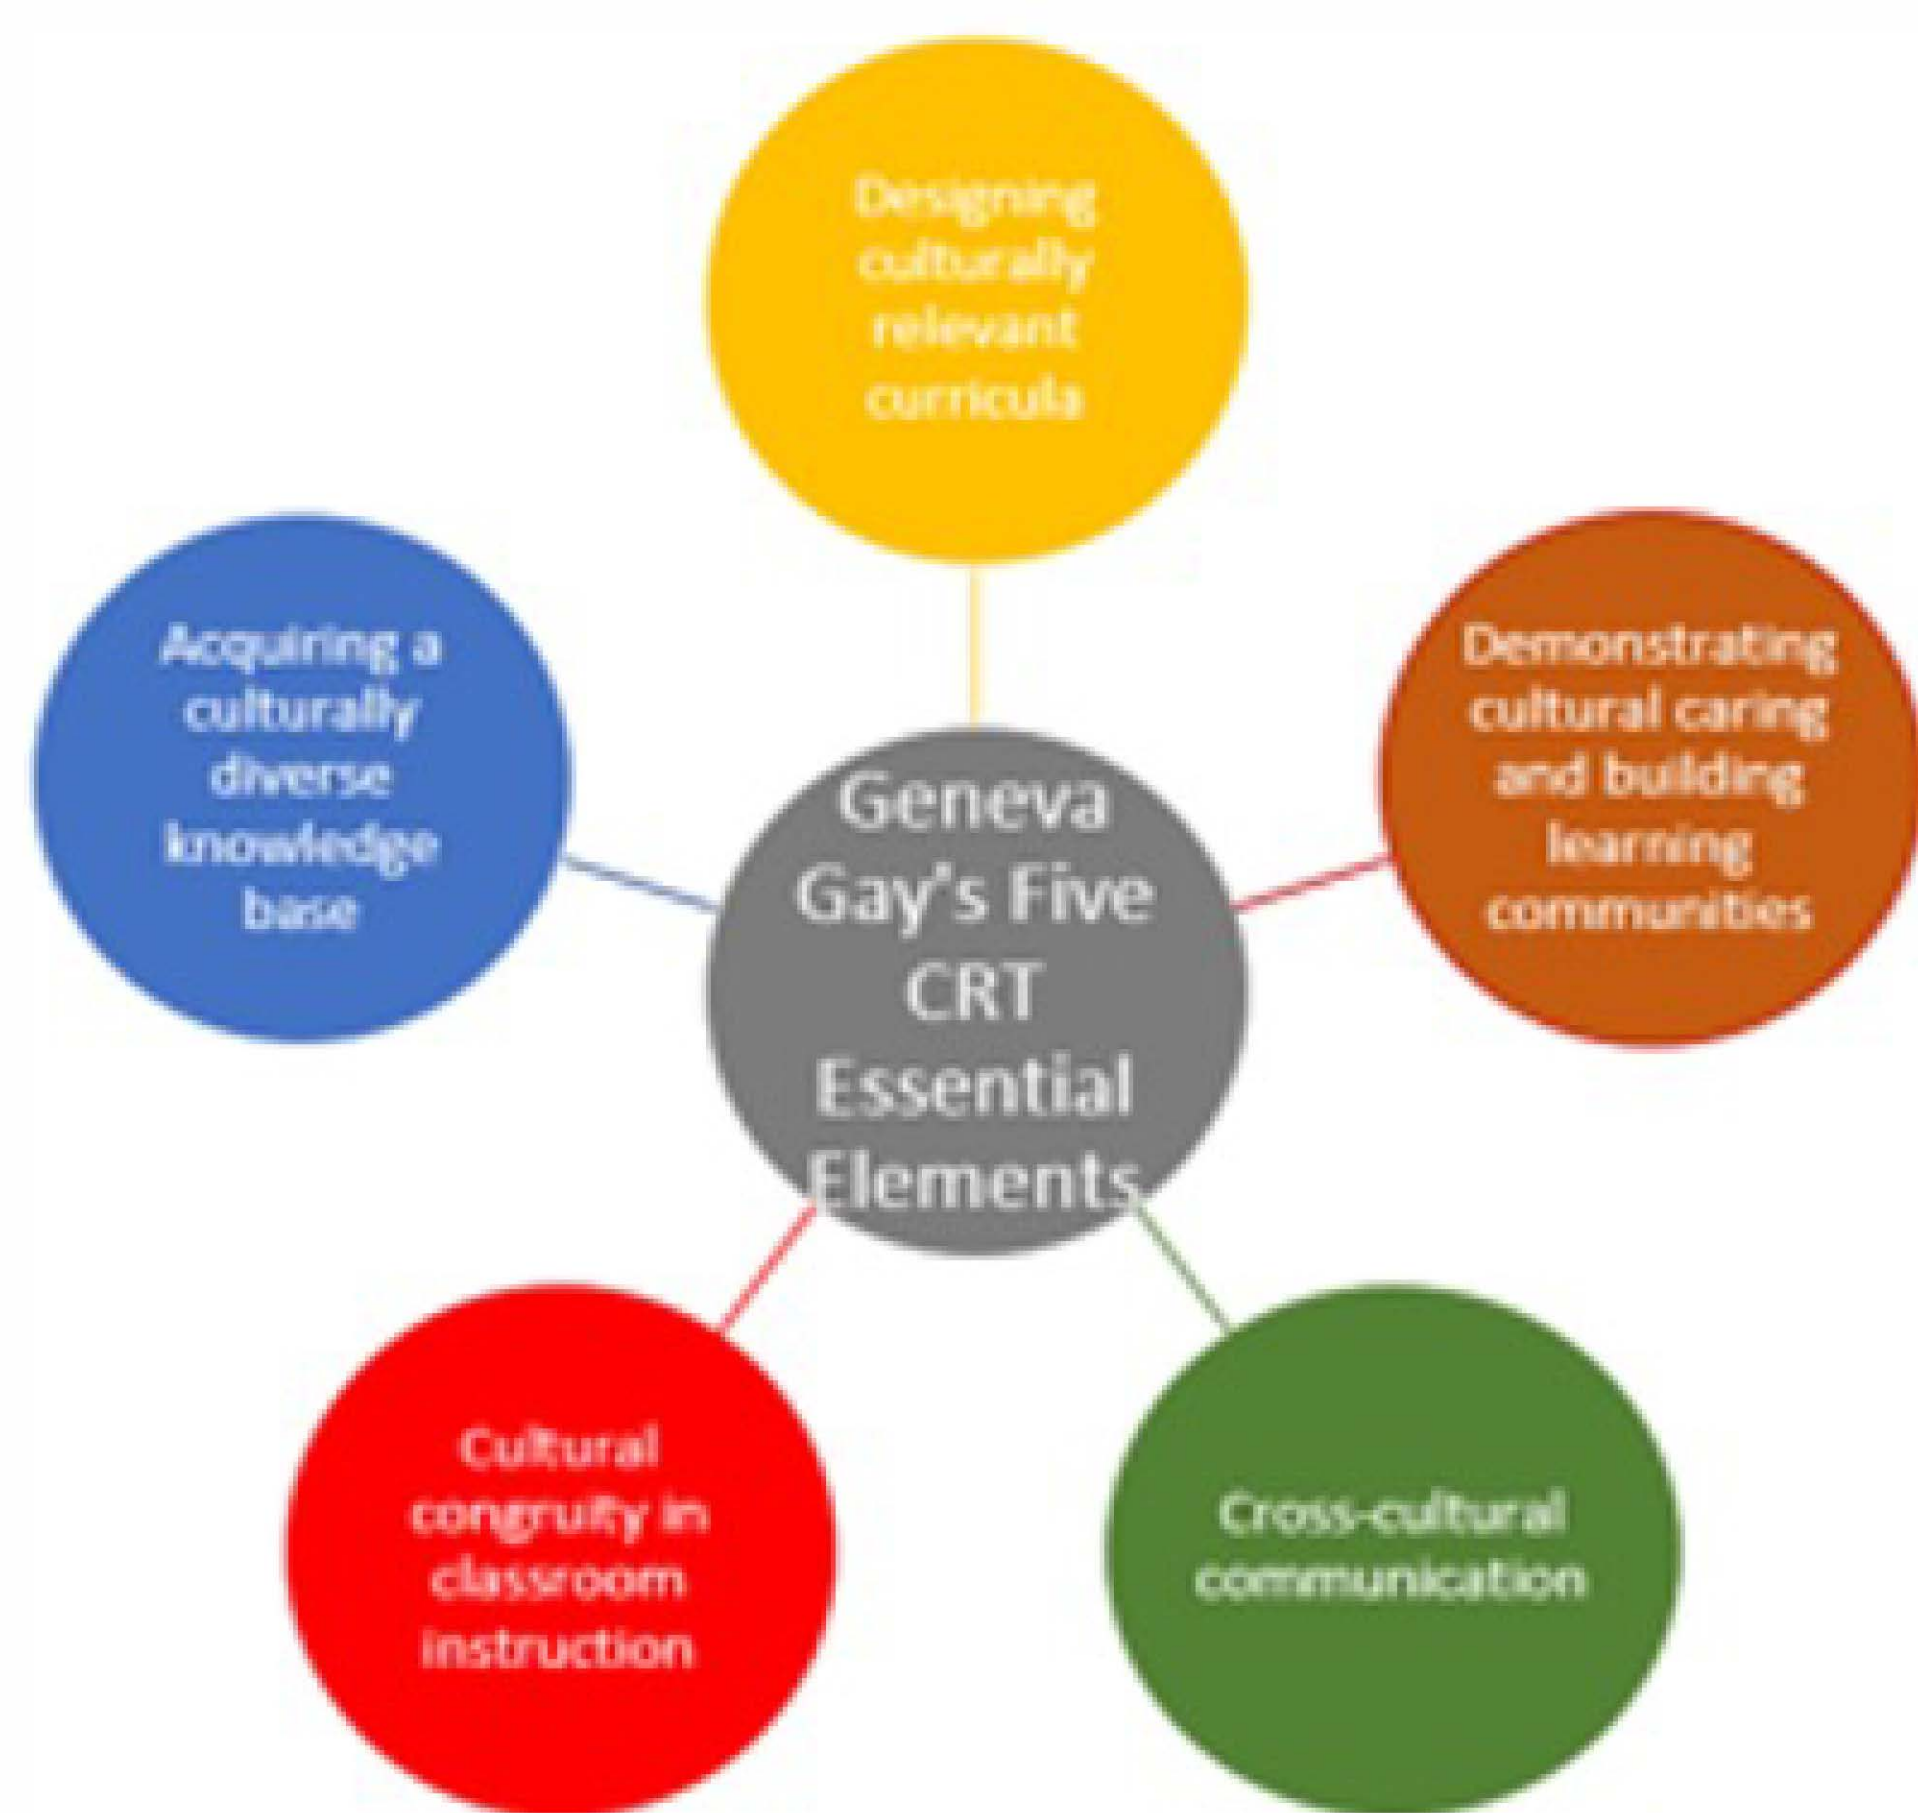 Designing
culturally
relevant
curricula
Acquiring a
culturally
diverse
knowledge
base
Demonstrating
cultural caring
and building
learning
communities
Geneva
Gay's Five
CRT
Essential
Elements
Cultural
congruity in
classroom
instruction
Cross-cultural
communication